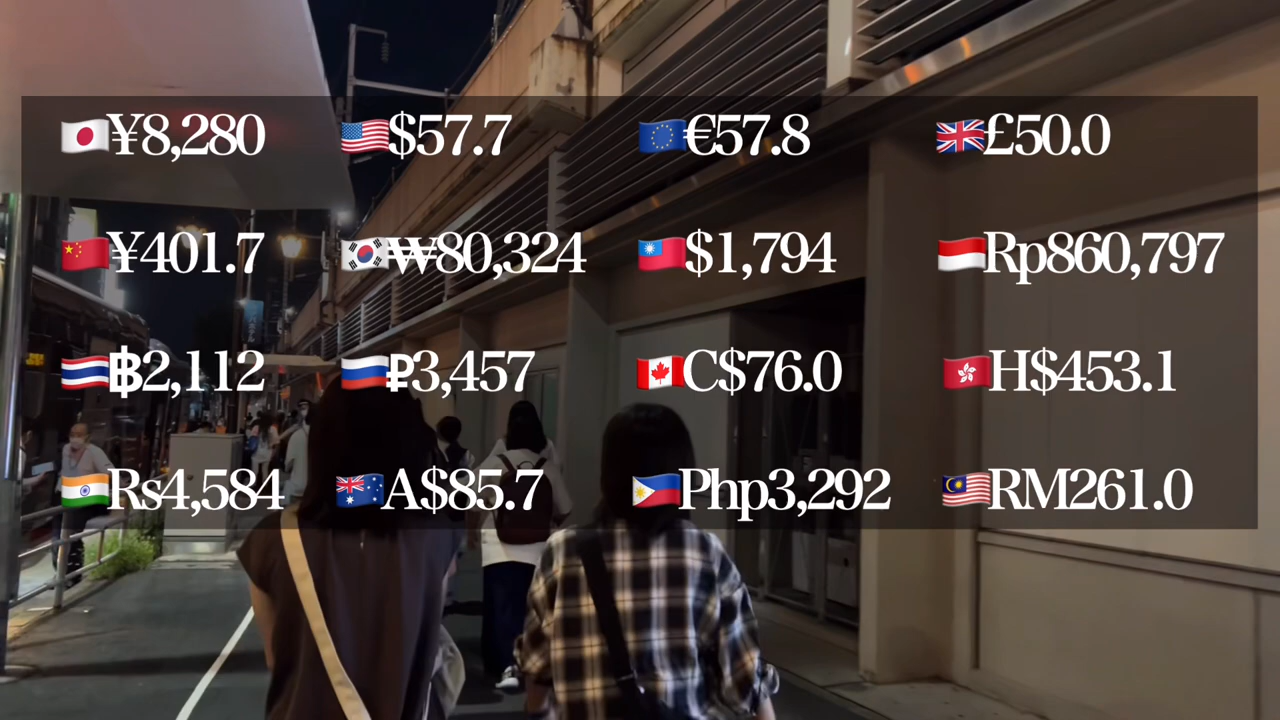 🇯🇵¥8,280 🇺🇸$57.7 🇪🇺€57.8 🇬🇧£50.0
🇨🇳¥401.7 🇰🇷₩80,324 🇹🇼$1,794 🇮🇩Rp860,797
🇹🇭฿2,112 🇷🇺₽3,457 🇨🇦C$76.0 🇭🇰H$453.1
🇮🇳Rs4,584 🇦🇺A$85.7 🇵🇭Php3,292 🇲🇾RM261.0